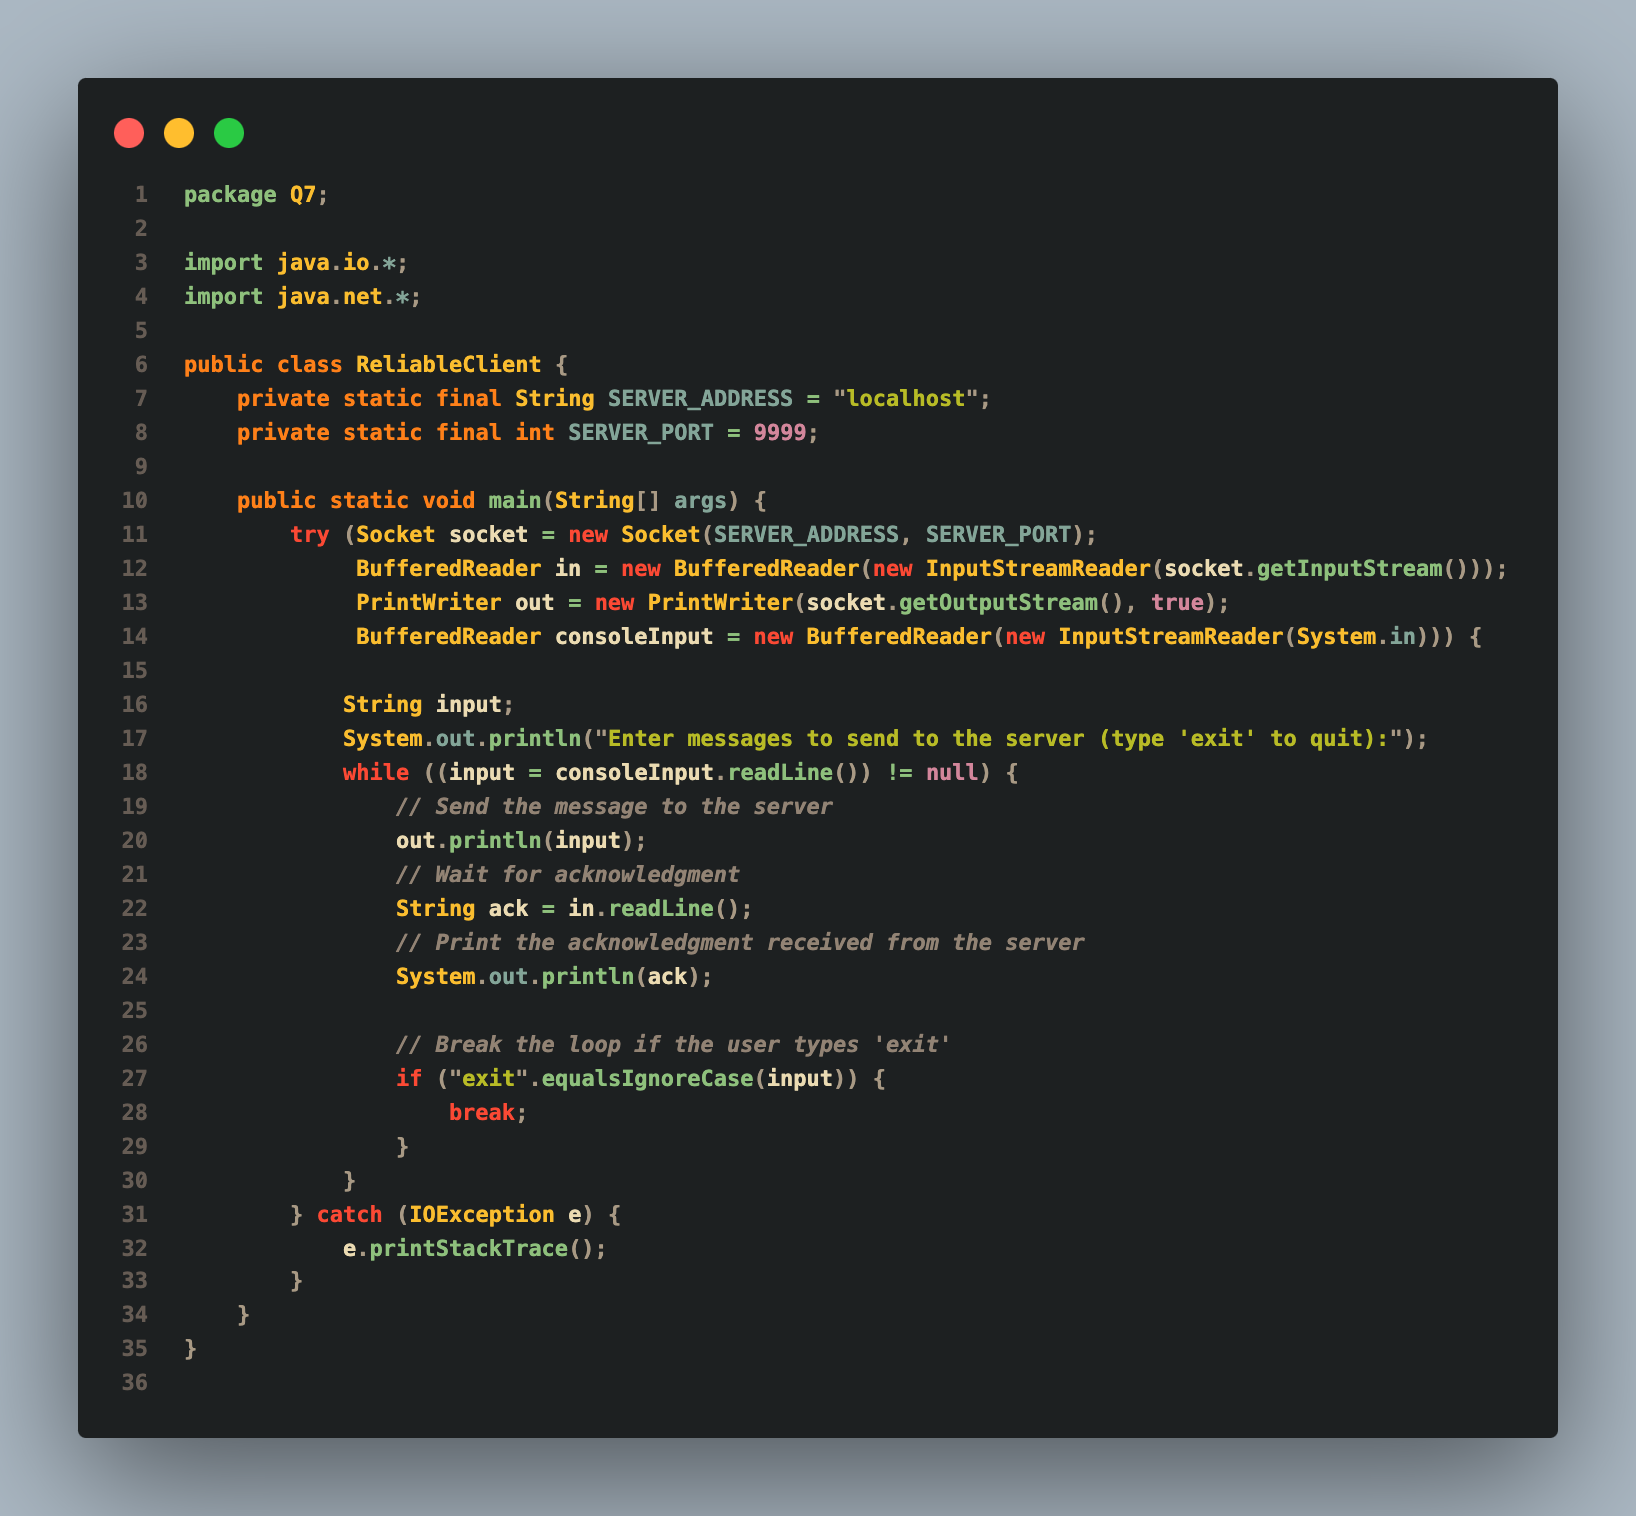 1 package Q7;
2
3 import java.io.*;
4 import java.net.*;
5
6 public class ReliableClient {
7     private static final String SERVER_ADDRESS = "localhost";
8     private static final int SERVER_PORT = 9999;
9
10     public static void main(String[] args) {
11         try (Socket socket = new Socket(SERVER_ADDRESS, SERVER_PORT);
12              BufferedReader in = new BufferedReader(new InputStreamReader(socket.getInputStream()));
13              PrintWriter out = new PrintWriter(socket.getOutputStream(), true);
14              BufferedReader consoleInput = new BufferedReader(new InputStreamReader(System.in))) {
15
16             String input;
17             System.out.println("Enter messages to send to the server (type 'exit' to quit):");
18             while ((input = consoleInput.readLine()) != null) {
19                 // Send the message to the server
20                 out.println(input);
21                 // Wait for acknowledgment
22                 String ack = in.readLine();
23                 // Print the acknowledgment received from the server
24                 System.out.println(ack);
25
26                 // Break the loop if the user types 'exit'
27                 if ("exit".equalsIgnoreCase(input)) {
28                     break;
29                 }
30             }
31         } catch (IOException e) {
32             e.printStackTrace();
33         }
34     }
35 }
36